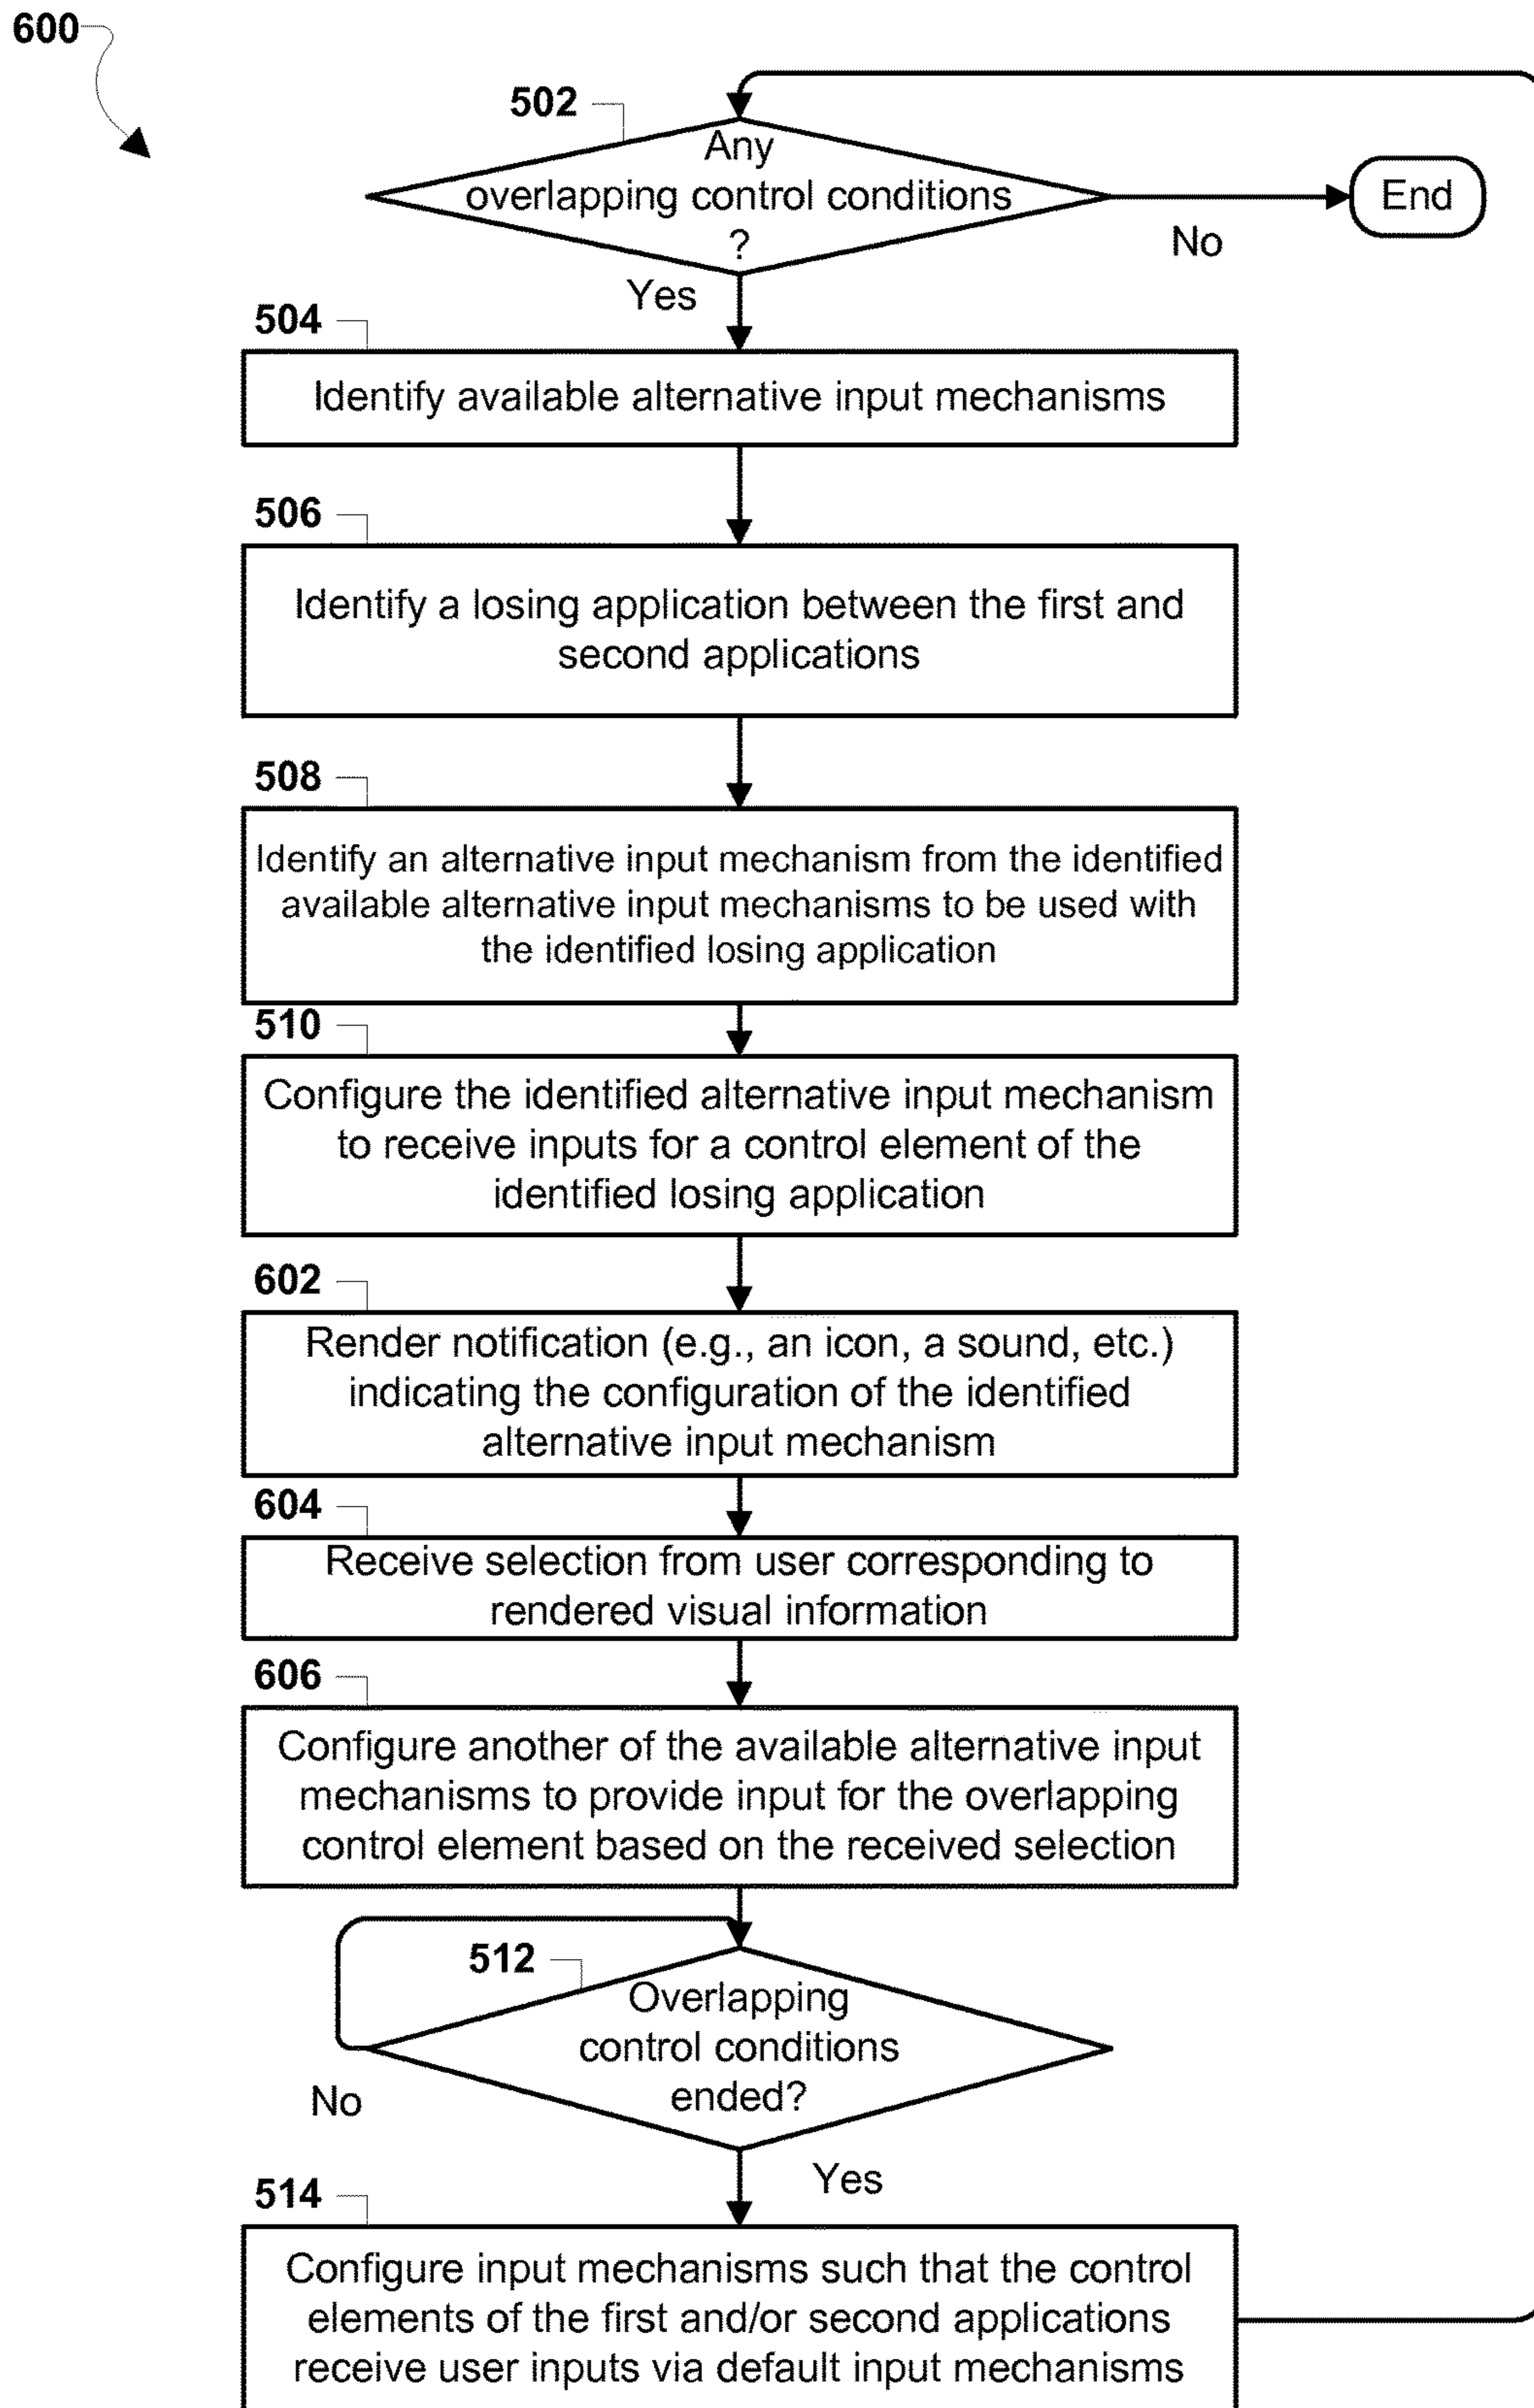 600
502
Any
overlapping control conditions
?
End
No
Yes
504
Identify available alternative input mechanisms
506
Identify a losing application between the first and
second applications
508
Identify an alternative input mechanism from the identified
available alternative input mechanisms to be used with
the identified losing application
510
Configure the identified alternative input mechanism
to receive inputs for a control element of the
identified losing application
602
Render notification (e.g., an icon, a sound, etc.)
indicating the configuration of the identified
alternative input mechanism
604
Receive selection from user corresponding to
rendered visual information
606
Configure another of the available alternative input
mechanisms to provide input for the overlapping
control element based on the received selection
512
Overlapping
control conditions
ended?
No
Yes
514
Configure input mechanisms such that the control
elements of the first and/or second applications
receive user inputs via default input mechanisms